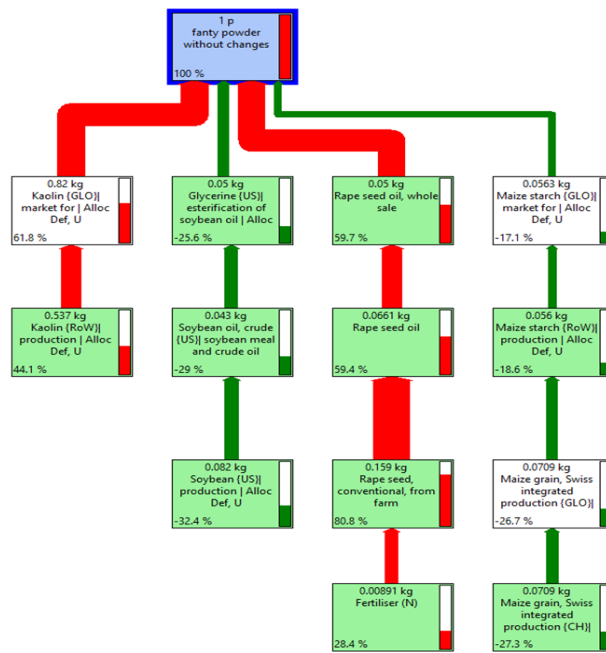 1 p
fanty powder
without changes
100 %
0.82 kg
Kaolin {GLO}|
market for | Alloc
Def, U
61.8 %
0.05 kg
Glycerine {US}|
esterification of
soybean oil | Alloc
-25.6 %
0.05 kg
Rape seed oil, whole
sale
59.7 %
0.0563 kg
Maize starch {GLO}|
market for | Alloc
Def, U
-17.1 %
0.537 kg
Kaolin {RoW}|
production | Alloc
Def, U
44.1 %
0.043 kg
Soybean oil, crude
{US}| soybean meal
and crude oil
-29 %
0.0661 kg
Rape seed oil
59.4 %
0.056 kg
Maize starch {RoW}|
production | Alloc
Def, U
-18.6 %
0.082 kg
Soybean {US}|
production | Alloc
Def, U
-32.4 %
0.159 kg
Rape seed,
conventional, from
farm
80.8 %
0.0709 kg
Maize grain, Swiss
integrated
production {GLO}|
-26.7 %
0.00891 kg
Fertiliser (N)
28.4 %
0.0709 kg
Maize grain, Swiss
integrated
production {CH}|
-27.3 %